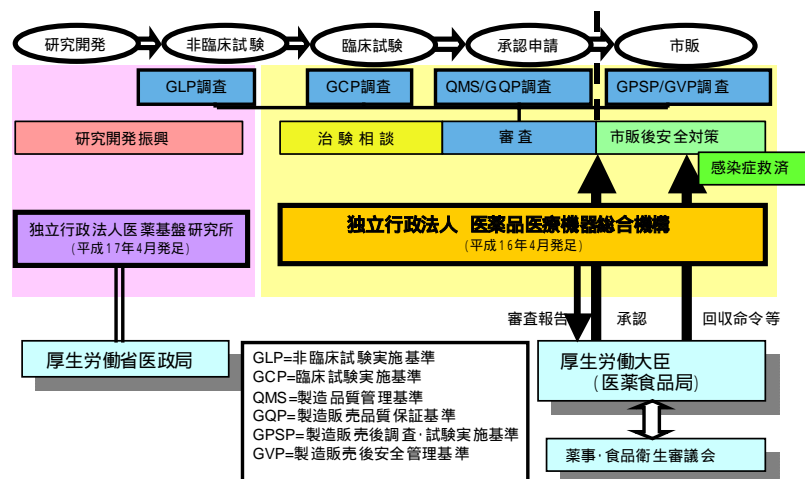 研究開発
非臨床試験
臨床試験
承認申請
市販
GLP調査
GCP調査
QMS/GQP調査
GPSP/GVP調査
研究開発振興
治験相談
審査
市販後安全対策
感染症救済
独立行政法人医薬基盤研究所
(平成17年4月発足)
独立行政法人 医薬品医療機器総合機構
(平成16年4月発足)
審査報告
承認
回収命令等
厚生労働省医政局
GLP=非臨床試験実施基準
GCP=臨床試験実施基準
QMS=製造品質管理基準
GQP=製造販売品質保証基準
GPSP=製造販売後調査・試験実施基準
GVP=製造販売後安全管理基準
厚生労働大臣
(医薬食品局)
薬事・食品衛生審議会